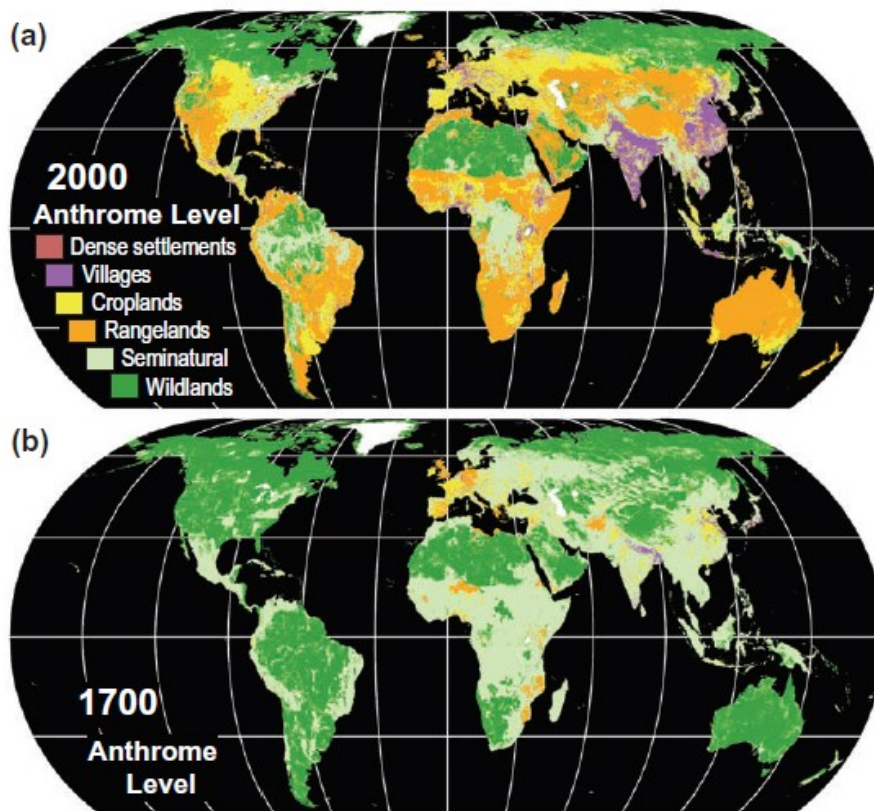 (a)
2000
Anthrome Level
Dense settlements
Villages
Croplands
Rangelands
Seminatural
Wildlands
(b)
1700
Anthrome
Level